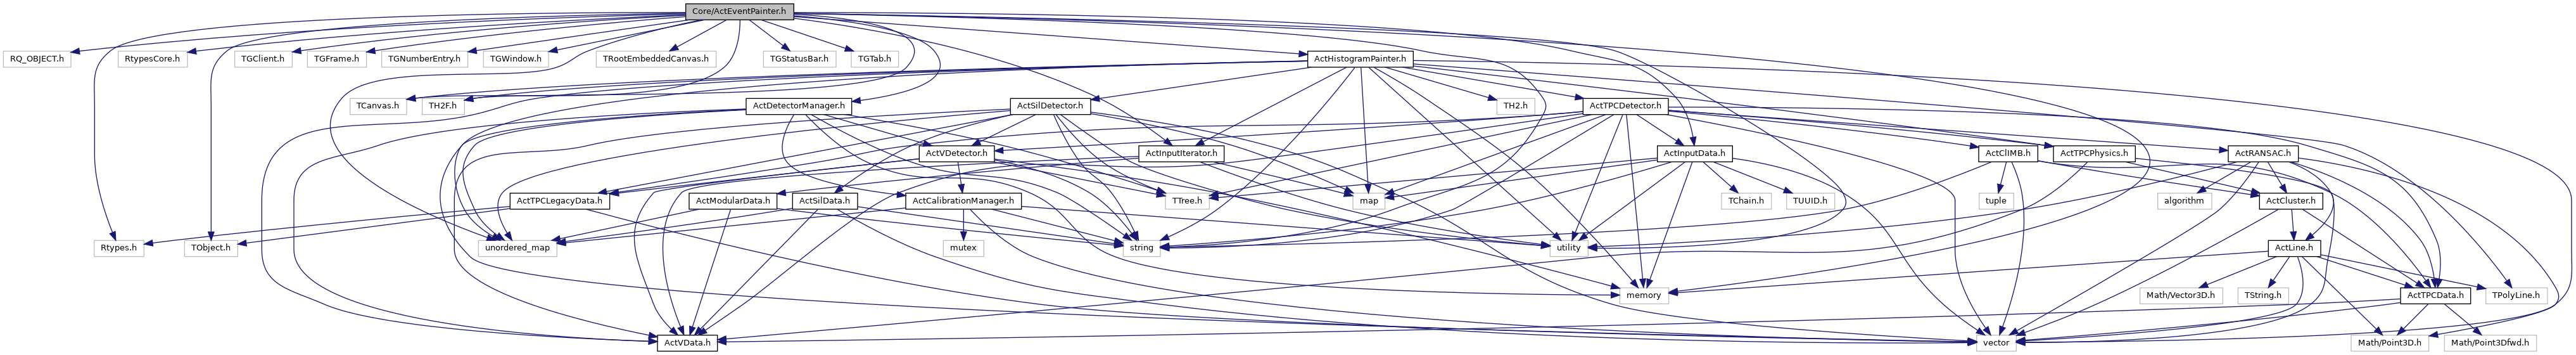 Core/ActEventPainter.h
RQ_OBJECT.h
RtypesCore.h
TGClient.h
TGFrame.h
TGNumberEntry.h
TGWindow.h
TRootEmbeddedCanvas.h
TGStatusBar.h
TGTab.h
ActHistogramPainter.h
TCanvas.h
TH2F.h
ActDetectorManager.h
ActSilDetector.h
TH2.h
ActTPCDetector.h
ActVDetector.h
ActInputIterator.h
ActInputData.h
ActClIMB.h
ActTPCPhysics.h
ActRANSAC.h
ActTPCLegacyData.h
ActModularData.h
ActSilData.h
ActCalibrationManager.h
TTree.h
map
TChain.h
TUUID.h
tuple
algorithm
ActCluster.h
Rtypes.h
TObject.h
unordered_map
string
mutex
utility
ActLine.h
memory
Math/Vector3D.h
TString.h
ActTPCData.h
TPolyLine.h
ActVData.h
vector
Math/Point3D.h
Math/Point3Dfwd.h